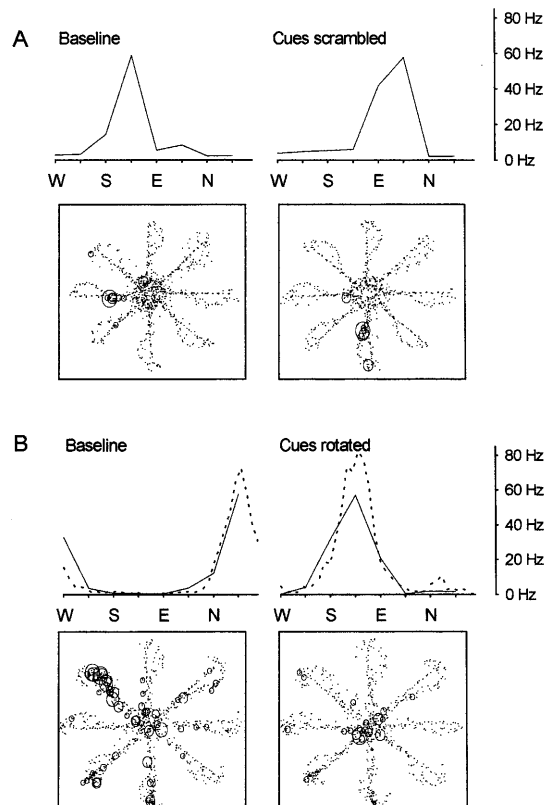 A
Baseline
Cues scrambled
80 Hz
60 Hz
40 Hz
20 Hz
0 Hz
W S E N
W S E N
B
Baseline
Cues rotated
80 Hz
60 Hz
40 Hz
20 Hz
0 Hz
W S E N
W S E N